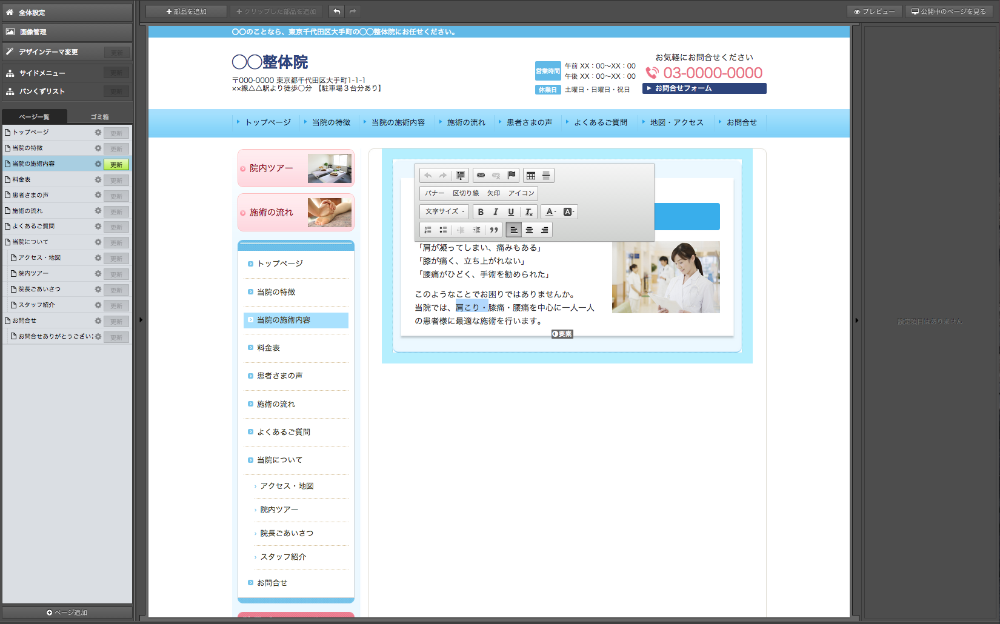 全体設定
画像管理
デザインテーマ変更 更新
サイドメニュー 更新
パンくずリスト 更新
ページ一覧 ゴミ箱
トップページ 更新
当院の特徴 更新
当院の施術内容 更新
料金表 更新
患者さまの声 更新
施術の流れ 更新
よくあるご質問 更新
当院について 更新
アクセス・地図 更新
院内ツアー 更新
院長ごあいさつ 更新
スタッフ紹介 更新
お問合せ 更新
お問合せありがとうござい 更新
ページ追加
部品を追加 クリップした部品を追加 プレビュー 公開中のページを見る
〇〇のことなら、東京千代田区大手町の〇〇整体院にお任せください。
〇〇整体院
〒000-0000 東京都千代田区大手町1-1-1
××線△△駅より徒歩〇分 【駐車場３台分あり】
営業時間
午前 XX：00〜XX：00
午後 XX：00〜XX：00
休業日 土曜日・日曜日・祝日
お気軽にお問合せください
03-0000-0000
お問合せフォーム
トップページ 当院の特徴 当院の施術内容 施術の流れ 患者さまの声 よくあるご質問 地図・アクセス お問合せ
院内ツアー
施術の流れ
トップページ
当院の特徴
当院の施術内容
料金表
患者さまの声
施術の流れ
よくあるご質問
当院について
アクセス・地図
院内ツアー
院長ごあいさつ
スタッフ紹介
お問合せ
バナー 区切り線 矢印 アイコン
文字サイズ B I U Ix A A
「肩が凝ってしまい、痛みもある」
「膝が痛く、立ち上がれない」
「腰痛がひどく、手術を勧められた」
このようなことでお困りではありませんか。
当院では、肩こり・膝痛・腰痛を中心に一人一人
の患者様に最適な施術を行います。
要素
設定項目はありません